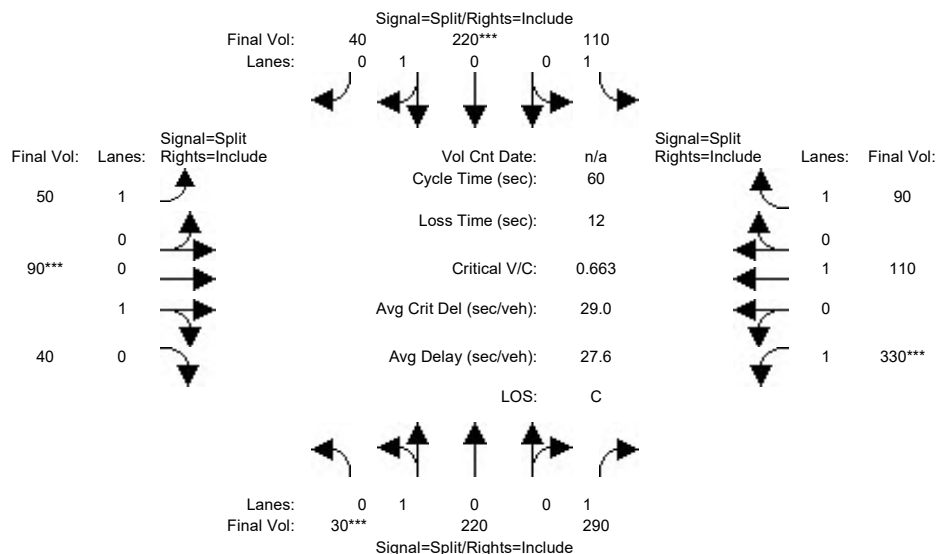 Signal=Split/Rights=Include
Final Vol: 40 220*** 110
Lanes: 0 1 0 0 1
Signal=Split
Final Vol: Lanes: Rights=Include
Vol Cnt Date: n/a
Signal=Split
Rights=Include Lanes: Final Vol:
Cycle Time (sec): 60
50 1
1 90
Loss Time (sec): 12
0
0
90*** 0
Critical V/C: 0.663
1 110
1
Avg Crit Del (sec/veh): 29.0
0
40 0
Avg Delay (sec/veh): 27.6
1 330***
LOS: C
Lanes: 0 1 0 0 1
Final Vol: 30*** 220 290
Signal=Split/Rights=Include